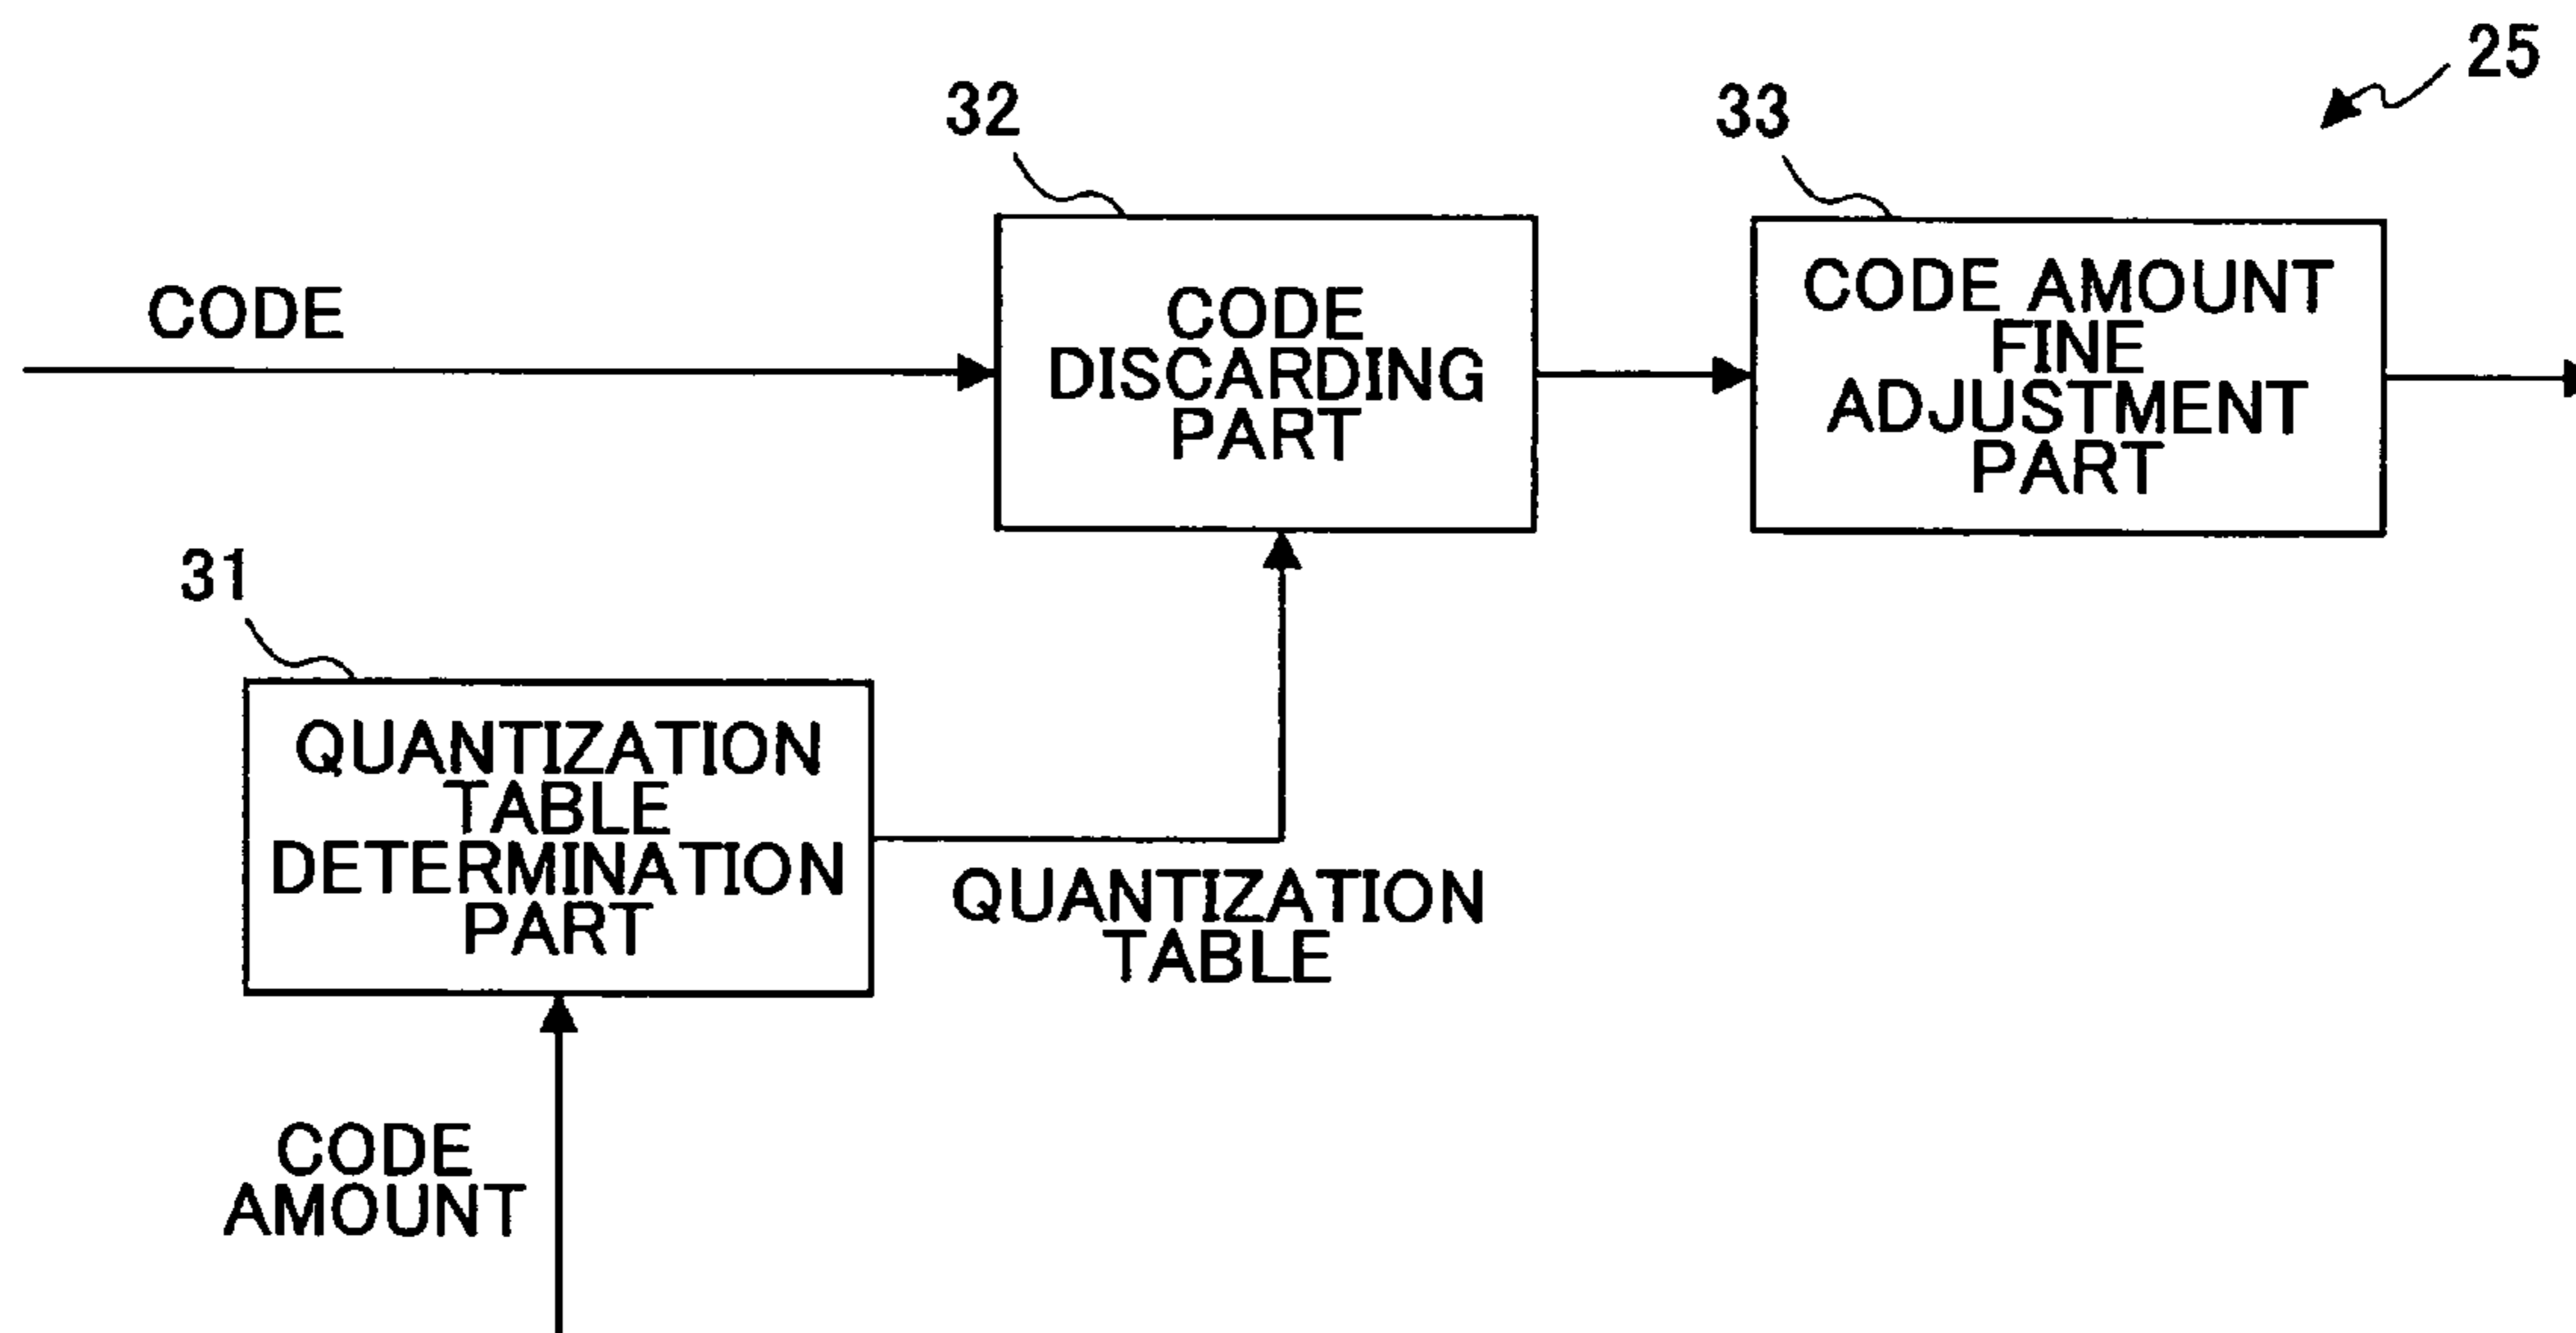 25
32
33
CODE
CODE
DISCARDING
PART
CODE AMOUNT
FINE
ADJUSTMENT
PART
31
QUANTIZATION
TABLE
DETERMINATION
PART
QUANTIZATION
TABLE
CODE
AMOUNT